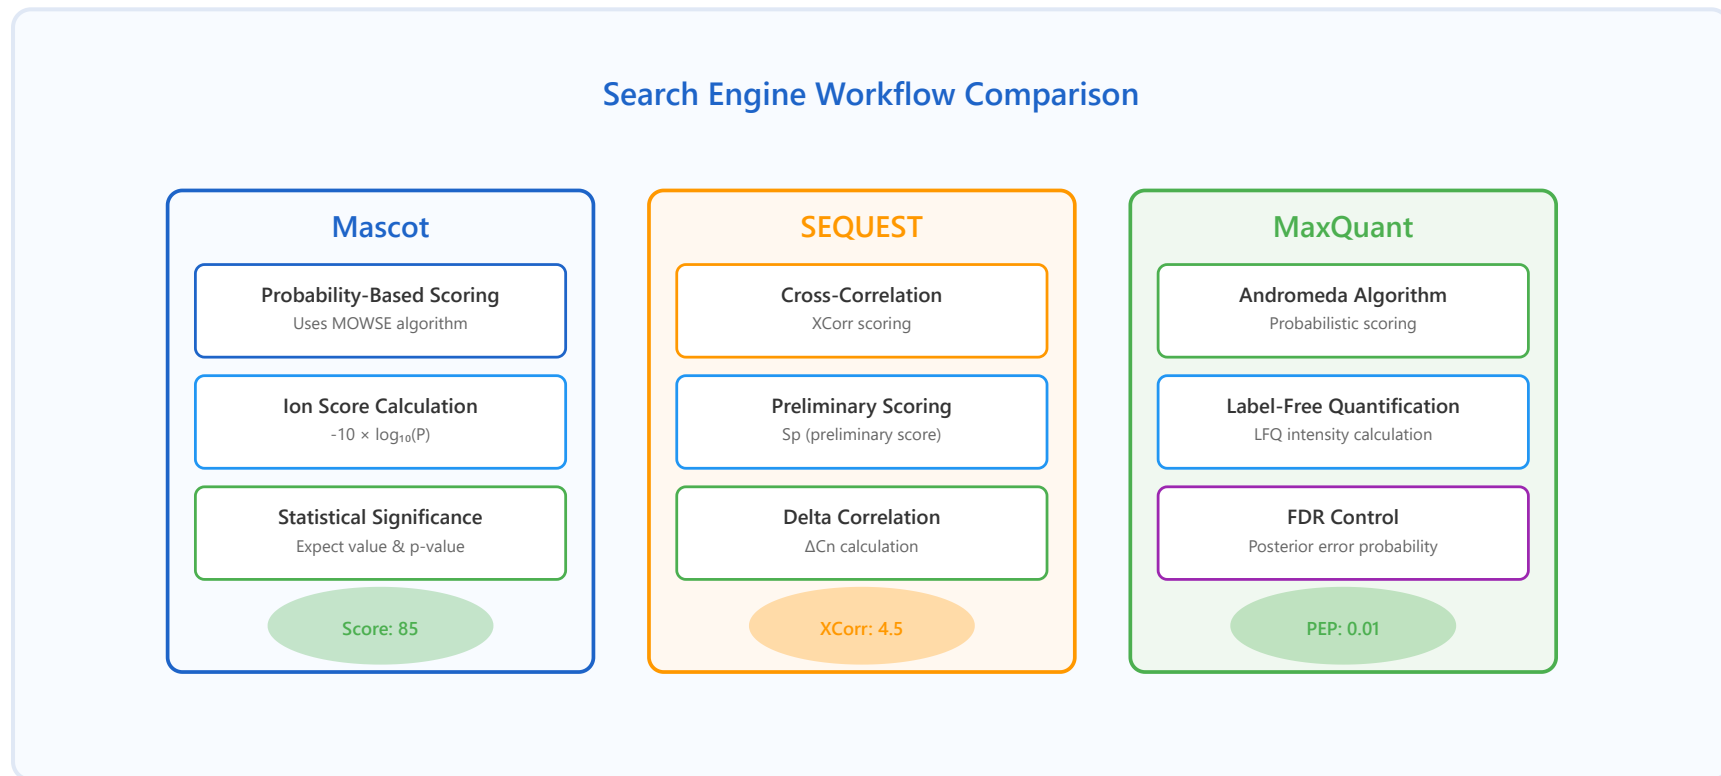 Search Engine Workflow Comparison
Mascot
Probability-Based Scoring
Uses MOWSE algorithm
Ion Score Calculation
-10 × log₁₀(P)
Statistical Significance
Expect value & p-value
Score: 85
SEQUEST
Cross-Correlation
XCorr scoring
Preliminary Scoring
Sp (preliminary score)
Delta Correlation
ΔCn calculation
XCorr: 4.5
MaxQuant
Andromeda Algorithm
Probabilistic scoring
Label-Free Quantification
LFQ intensity calculation
FDR Control
Posterior error probability
PEP: 0.01